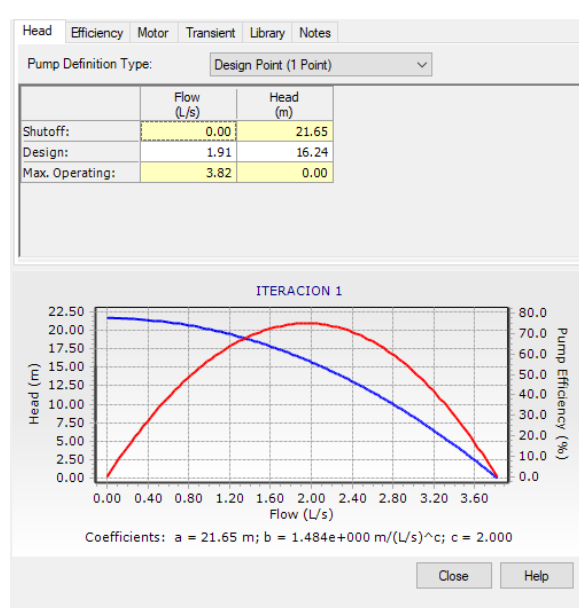 Head Efficiency Motor Transient Library Notes
Pump Definition Type: Design Point (1 Point)
Flow (L/s) Head (m)
Shutoff: 0.00 21.65
Design: 1.91 16.24
Max. Operating: 3.82 0.00
ITERACION 1
22.50 80.0
20.00 70.0
17.50 60.0
15.00 50.0
12.50 40.0
10.00 30.0
7.50 20.0
5.00 10.0
2.50 0.0
0.00
Head (m)
Pump Efficiency (%)
0.00 0.40 0.80 1.20 1.60 2.00 2.40 2.80 3.20 3.60
Flow (L/s)
Coefficients: a = 21.65 m; b = 1.484e+000 m/(L/s)^c; c = 2.000
Close Help